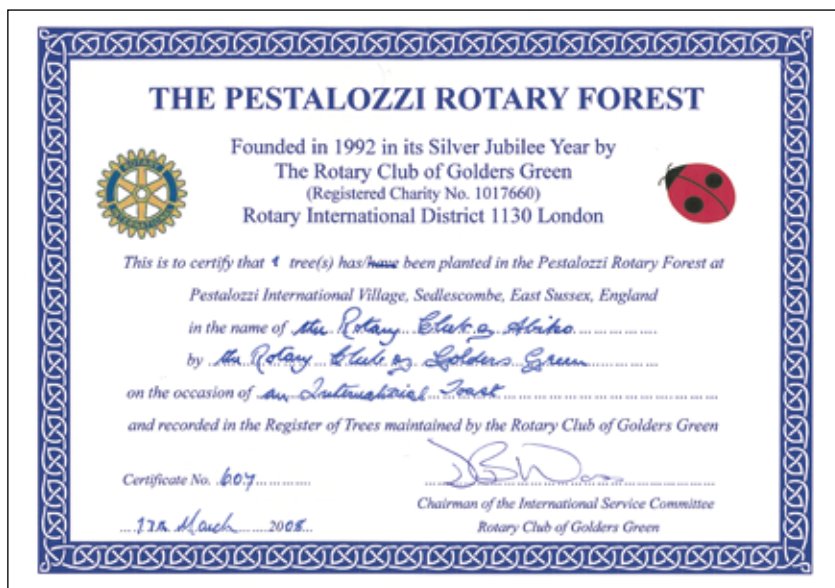 THE PESTALOZZI ROTARY FOREST
Founded in 1992 in its Silver Jubilee Year by
The Rotary Club of Golders Green
(Registered Charity No. 1017660)
Rotary International District 1130 London
ROTARY
INTERNATIONAL
This is to certify that 1 tree(s) has/have been planted in the Pestalozzi Rotary Forest at
Pestalozzi International Village, Sedlescombe, East Sussex, England
in the name of the Rotary Club of Abiko
by the Rotary Club of Golders Green
on the occasion of an International Toast
and recorded in the Register of Trees maintained by the Rotary Club of Golders Green
Certificate No. 607
Chairman of the International Service Committee
17th March 2008
Rotary Club of Golders Green